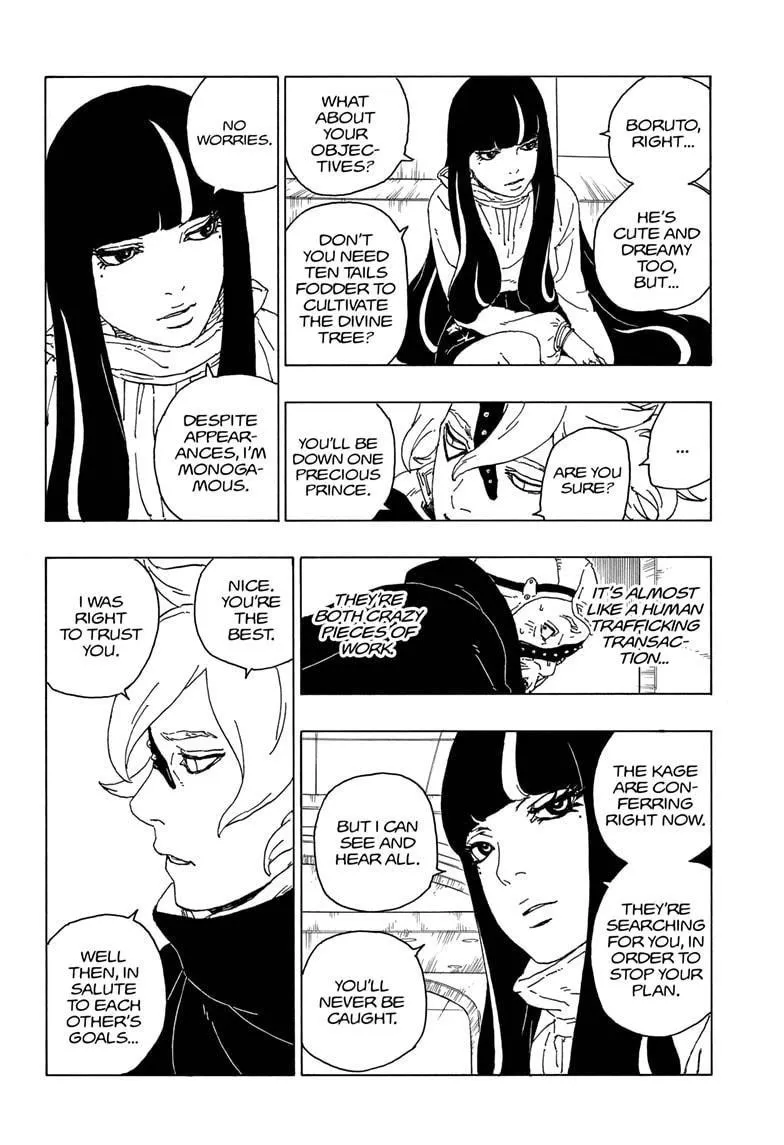 BORUTO,
RIGHT...
HE'S
CUTE AND
DREAMY
TOO,
BUT...
WHAT
ABOUT
YOUR
OBJEC-
TIVES?
DON'T
YOU NEED
TEN TAILS
FODDER TO
CULTIVATE
THE DIVINE
TREE?
...
ARE YOU
SURE?
YOU'LL BE
DOWN ONE
PRECIOUS
PRINCE.
NO
WORRIES.
DESPITE
APPEAR-
ANCES, I'M
MONOGA-
MOUS.
IT'S ALMOST
LIKE A HUMAN
TRAFFICKING
TRANSAC-
TION...
THEY'RE
BOTH CRAZY
PIECES OF
WORK.
THE KAGE
ARE CON-
FERRING
RIGHT NOW.
THEY'RE
SEARCHING
FOR YOU, IN
ORDER TO
STOP YOUR
PLAN.
BUT I CAN
SEE AND
HEAR ALL.
YOU'LL
NEVER BE
CAUGHT.
NICE.
YOU'RE
THE
BEST.
I WAS
RIGHT
TO TRUST
YOU.
WELL
THEN, IN
SALUTE
TO EACH
OTHER'S
GOALS...